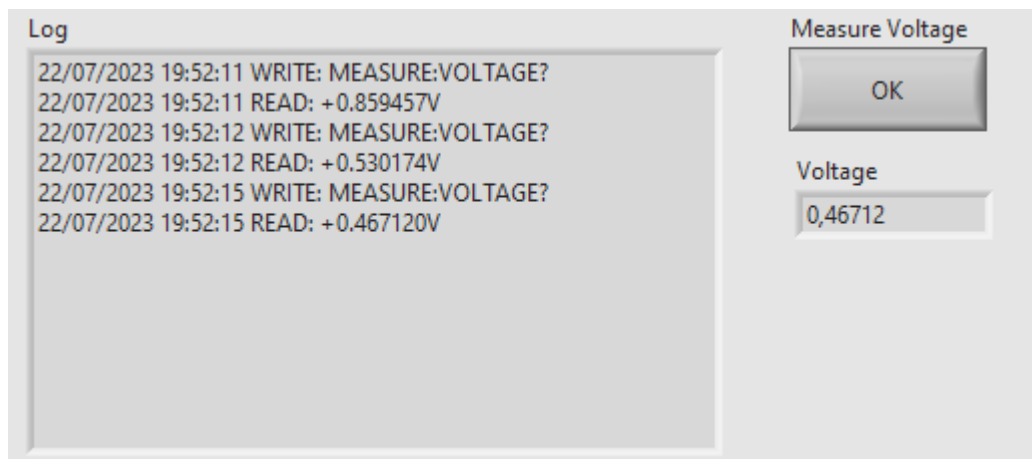 Log
22/07/2023 19:52:11 WRITE: MEASURE:VOLTAGE?
22/07/2023 19:52:11 READ: +0.859457V
22/07/2023 19:52:12 WRITE: MEASURE:VOLTAGE?
22/07/2023 19:52:12 READ: +0.530174V
22/07/2023 19:52:15 WRITE: MEASURE:VOLTAGE?
22/07/2023 19:52:15 READ: +0.467120V
Measure Voltage
OK
Voltage
0,46712